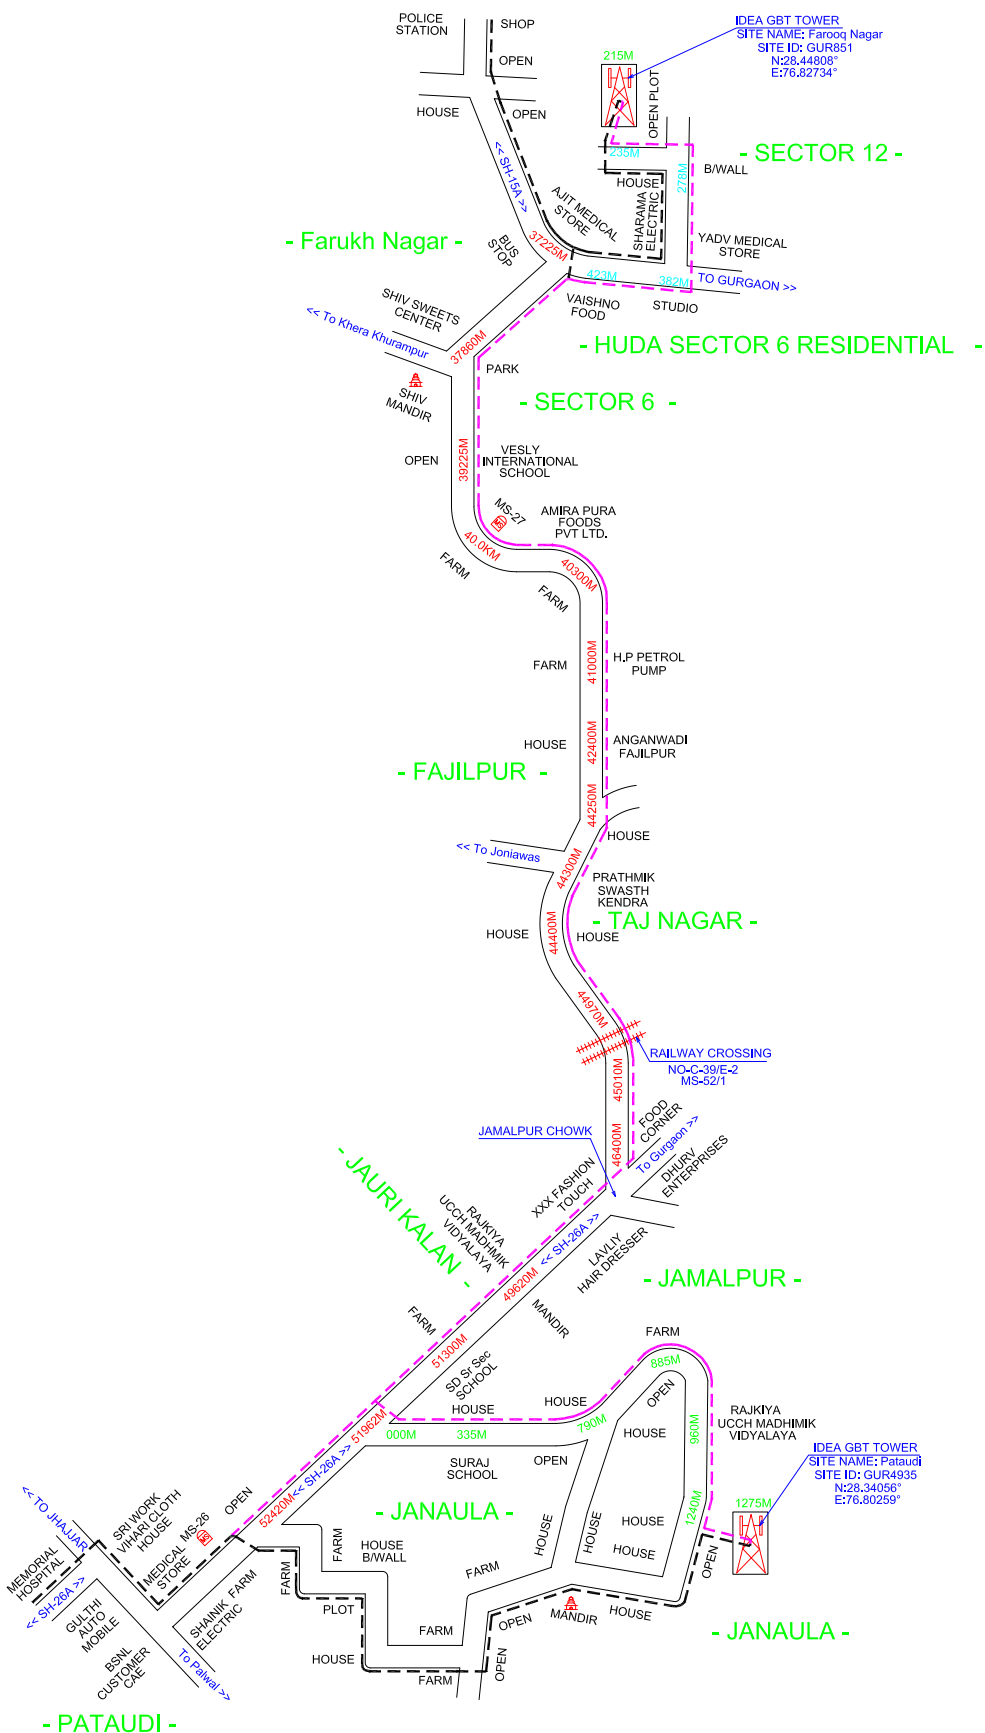 POLICE
STATION
SHOP
OPEN
HOUSE
OPEN
IDEA GBT TOWER
SITE NAME: Farooq Nagar
SITE ID: GUR851
N:28.44808°
E:76.82734°
215M
OPEN PLOT
235M
278M
- SECTOR 12 -
B/WALL
HOUSE
SHARAMA
ELECTRIC
<< SH-15A >>
AJIT MEDICAL
STORE
37225M
BUS
STOP
- Farukh Nagar -
YADV MEDICAL
STORE
423M
382M
TO GURGAON >>
VAISHNO
FOOD
STUDIO
SHIV SWEETS
CENTER
<< To Khera Khurampur
37860M
- HUDA SECTOR 6 RESIDENTIAL -
PARK
SHIV
MANDIR
- SECTOR 6 -
OPEN
39225M
VESLY
INTERNATIONAL
SCHOOL
MS-27
MS
AMIRA PURA
FOODS
PVT LTD.
40.0KM
FARM
40300M
FARM
FARM
41000M
H.P PETROL
PUMP
HOUSE
42400M
ANGANWADI
FAJILPUR
- FAJILPUR -
44250M
HOUSE
<< To Joniawas
44300M
PRATHMIK
SWASTH
KENDRA
- TAJ NAGAR -
HOUSE
44400M
HOUSE
44970M
RAILWAY CROSSING
NO-C-39/E-2
MS-52/1
45010M
46400M
FOOD
CORNER
To Gurgaon >>
DHURV
ENTERPRISES
JAMALPUR CHOWK
XXX FASHION
TOUCH
- JAURI KALAN -
RAJKIYA
UCCH MADHMIK
VIDYALAYA
<< SH-26A >>
LAVLIY
HAIR DRESSER
- JAMALPUR -
49620M
MANDIR
FARM
51300M
SD Sr Sec
SCHOOL
FARM
885M
HOUSE
HOUSE
OPEN
51962M
000M
335M
790M
HOUSE
960M
RAJKIYA
UCCH MADHIMIK
VIDYALAYA
<< SH-26A >>
SURAJ
SCHOOL
OPEN
HOUSE
IDEA GBT TOWER
SITE NAME: Pataudi
SITE ID: GUR4935
N:28.34056°
E:76.80259°
1275M
- JANAULA -
52420M
OPEN
MS-26
MS
<< TO JHAJJAR
SRI WORK
VIHARI CLOTH
HOUSE
MEDICAL
STORE
MEMORIAL
HOSPITAL
<< SH-26A >>
GULTHI
AUTO
MOBILE
BSNL
CUSTOMER
CAE
SHAINIK
ELECTRIC
FARM
To Palwal >>
FARM
FARM
HOUSE
B/WALL
PLOT
HOUSE
FARM
FARM
FARM
HOUSE
HOUSE
HOUSE
HOUSE
1240M
OPEN
OPEN
OPEN
MANDIR
HOUSE
- JANAULA -
- PATAUDI -